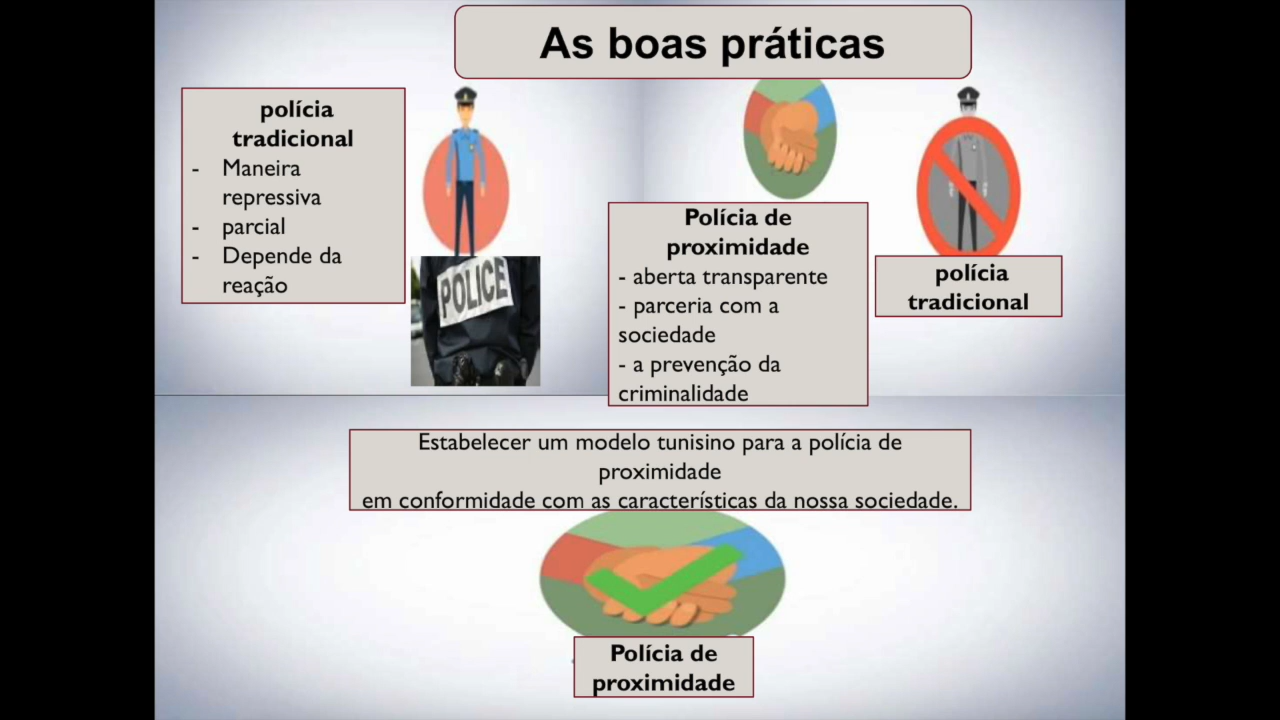 As boas práticas
polícia
tradicional
- Maneira
repressiva
- parcial
- Depende da
reação
POLICE
Polícia de
proximidade
- aberta transparente
- parceria com a
sociedade
- a prevenção da
criminalidade
polícia
tradicional
Estabelecer um modelo tunisino para a polícia de
proximidade
em conformidade com as características da nossa sociedade.
Polícia de
proximidade